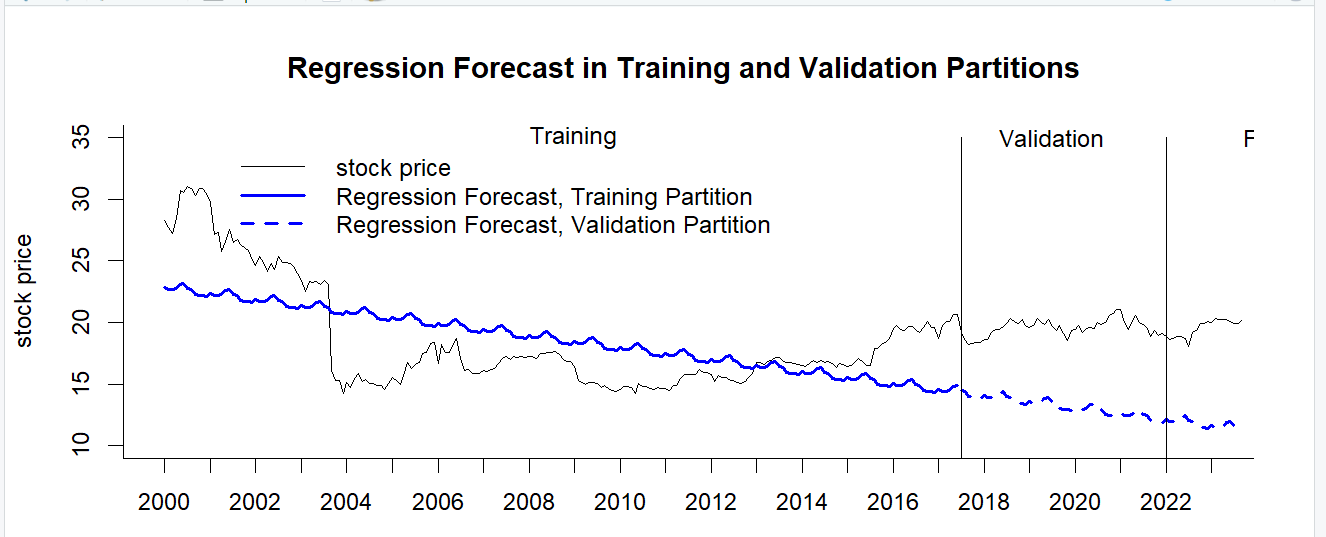 Regression Forecast in Training and Validation Partitions
Training
Validation
F
stock price
Regression Forecast, Training Partition
Regression Forecast, Validation Partition
stock price
35
30
25
20
15
10
2000 2002 2004 2006 2008 2010 2012 2014 2016 2018 2020 2022